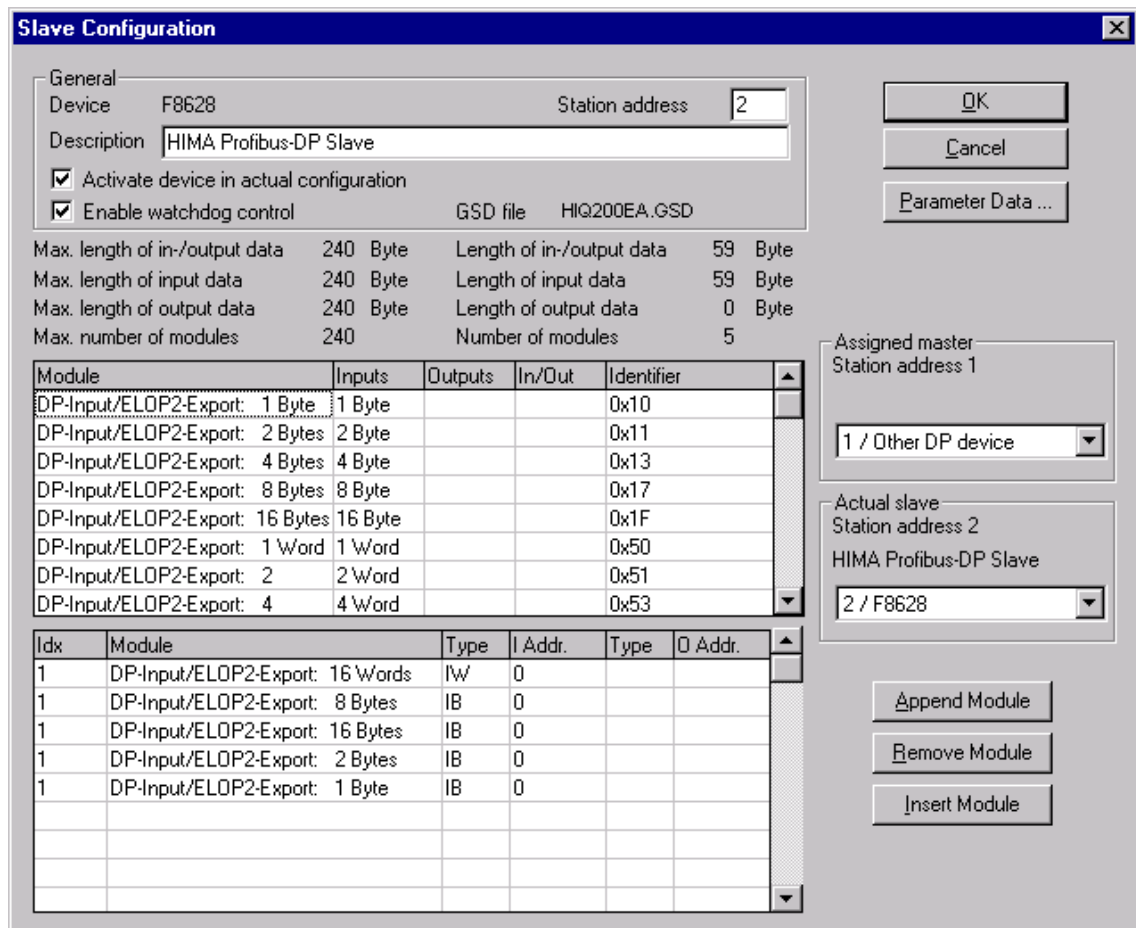 Slave Configuration
General
Device F8628 Station address 2
Description HIMA Profibus-DP Slave
Activate device in actual configuration
Enable watchdog control GSD file HIQ200EA.GSD
OK
Cancel
Parameter Data ...
Max. length of in-/output data 240 Byte Length of in-/output data 59 Byte
Max. length of input data 240 Byte Length of input data 59 Byte
Max. length of output data 240 Byte Length of output data 0 Byte
Max. number of modules 240 Number of modules 5
Module Inputs Outputs In/Out Identifier
DP-Input/ELOP2-Export: 1 Byte 1 Byte 0x10
DP-Input/ELOP2-Export: 2 Bytes 2 Byte 0x11
DP-Input/ELOP2-Export: 4 Bytes 4 Byte 0x13
DP-Input/ELOP2-Export: 8 Bytes 8 Byte 0x17
DP-Input/ELOP2-Export: 16 Bytes 16 Byte 0x1F
DP-Input/ELOP2-Export: 1 Word 1 Word 0x50
DP-Input/ELOP2-Export: 2 2 Word 0x51
DP-Input/ELOP2-Export: 4 4 Word 0x53
Assigned master
Station address 1
1 / Other DP device
Actual slave
Station address 2
HIMA Profibus-DP Slave
2 / F8628
Idx Module Type I Addr. Type O Addr.
1 DP-Input/ELOP2-Export: 16 Words IW 0
1 DP-Input/ELOP2-Export: 8 Bytes IB 0
1 DP-Input/ELOP2-Export: 16 Bytes IB 0
1 DP-Input/ELOP2-Export: 2 Bytes IB 0
1 DP-Input/ELOP2-Export: 1 Byte IB 0
Append Module
Remove Module
Insert Module